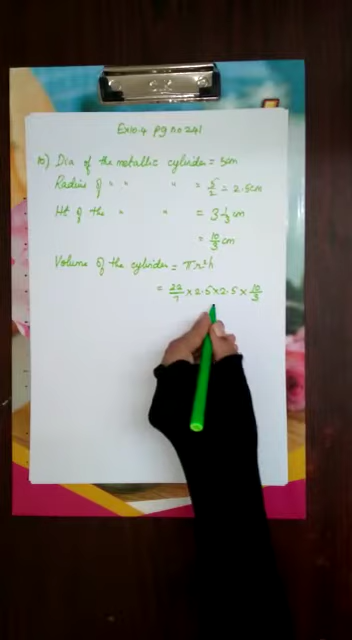 Ex10.4 pg no 241
10) Dia of the metallic cylinder = 5cm
Radius of " " " = 5/2 = 2.5cm
Ht of the " " = 3 1/3 cm
= 10/3 cm
Volume of the cylinder = πr²h
= 22/7 × 2.5 × 2.5 × 10/3